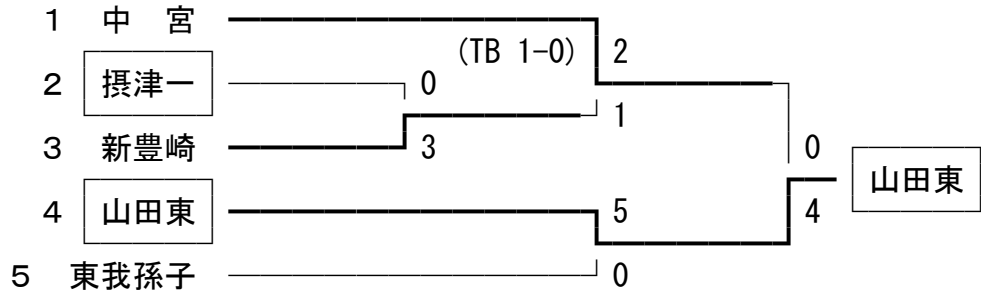 1 中 宮
(TB 1-0) 2
2 摂津一 0
1
3 新豊崎 3
0
山田東
4 山田東 5 4
5 東我孫子 0